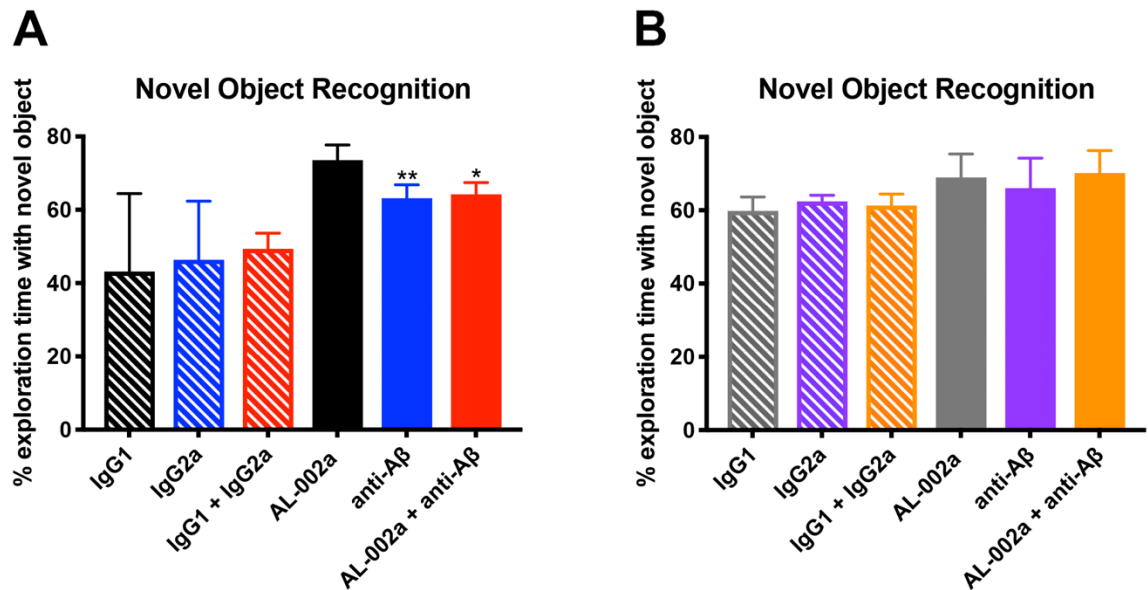 A
Novel Object Recognition
% exploration time with novel object
80
60
40
20
0
**
*
IgG1
IgG2a
IgG1 + IgG2a
AL-002a
anti-Aβ
AL-002a + anti-Aβ
B
Novel Object Recognition
% exploration time with novel object
80
60
40
20
0
IgG1
IgG2a
IgG1 + IgG2a
AL-002a
anti-Aβ
AL-002a + anti-Aβ